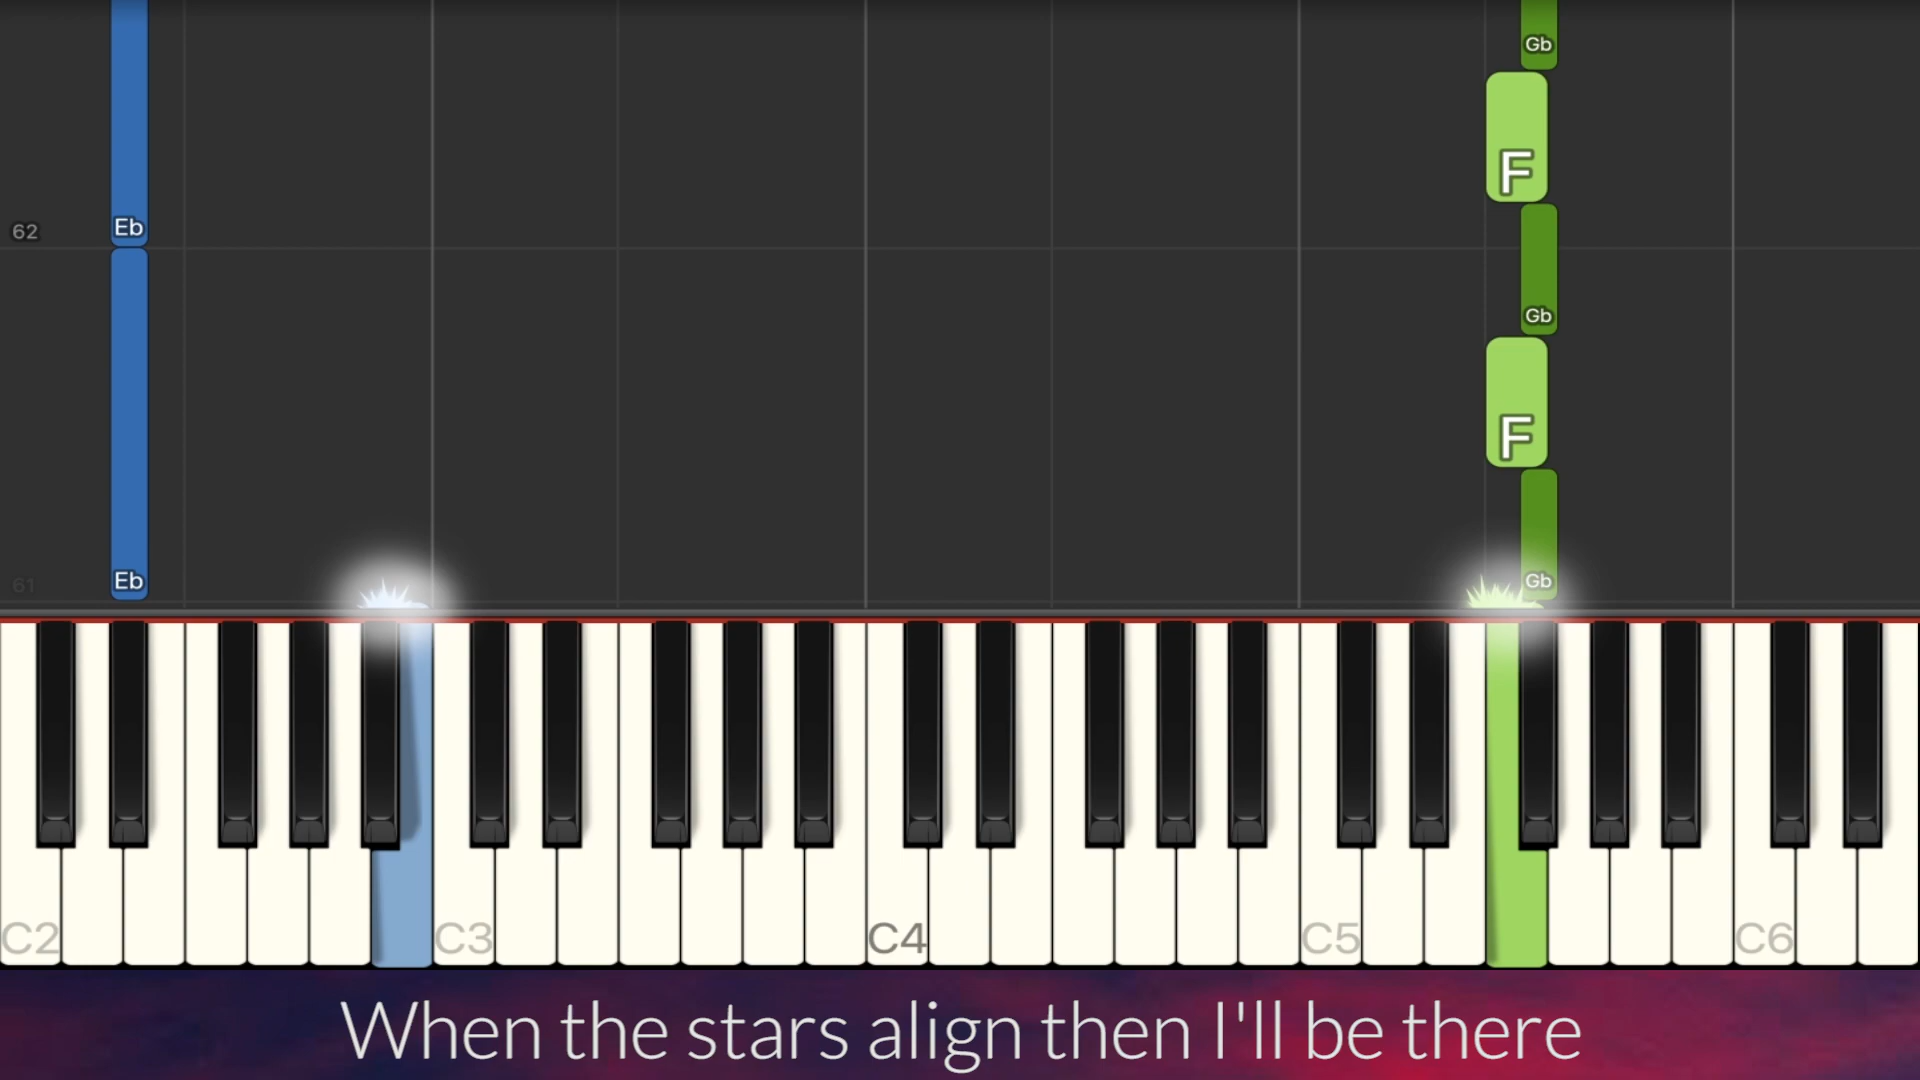 Gb
F
62
Eb
Gb
F
61
Eb
Gb
C2
C3
C4
C5
C6
When the stars align then I'll be there